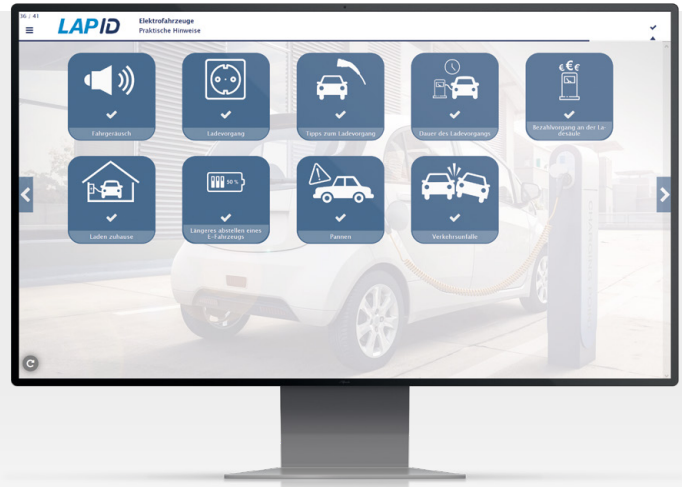 36 / 41
LAPID
Elektrofahrzeuge
Praktische Hinweise
Fahrgeräusch
Ladevorgang
Tipps zum Ladevorgang
Dauer des Ladevorgangs
€€€
Bezahlvorgang an der La-
desäule
50 %
Laden zuhause
Längeres abstellen eines
E-Fahrzeugs
Pannen
Verkehrsunfälle
C